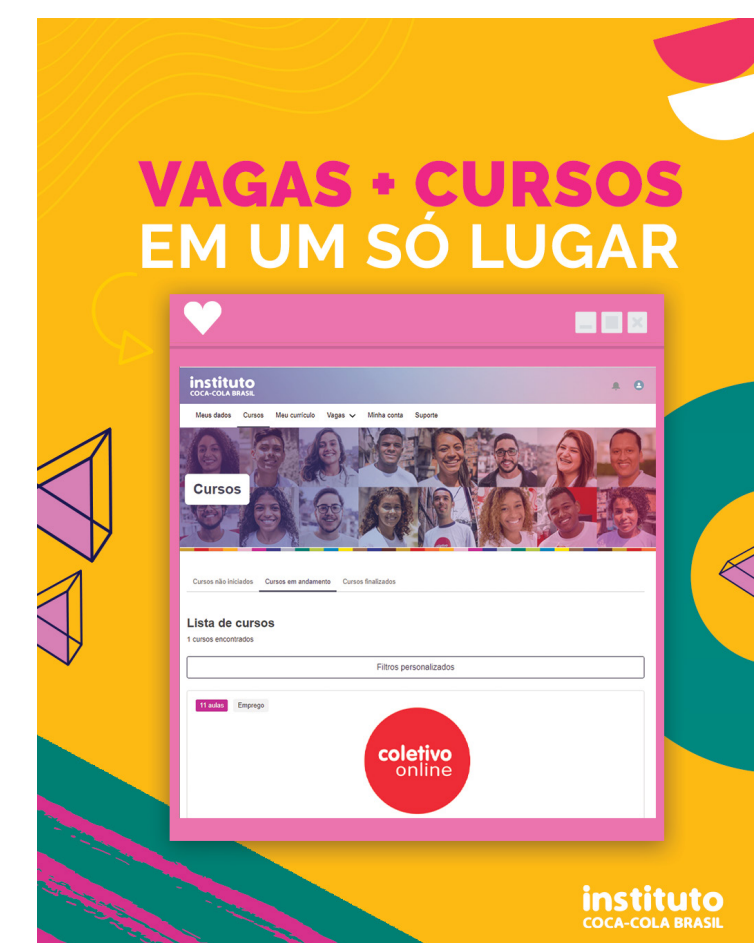 VAGAS + CURSOS
EM UM SÓ LUGAR
instituto
COCA-COLA BRASIL
Meus dados Cursos Meu currículo Vagas Minha conta Suporte
Cursos
Cursos não iniciados Cursos em andamento Cursos finalizados
Lista de cursos
1 cursos encontrados
Filtros personalizados
11 aulas Emprego
coletivo
online
instituto
COCA-COLA BRASIL